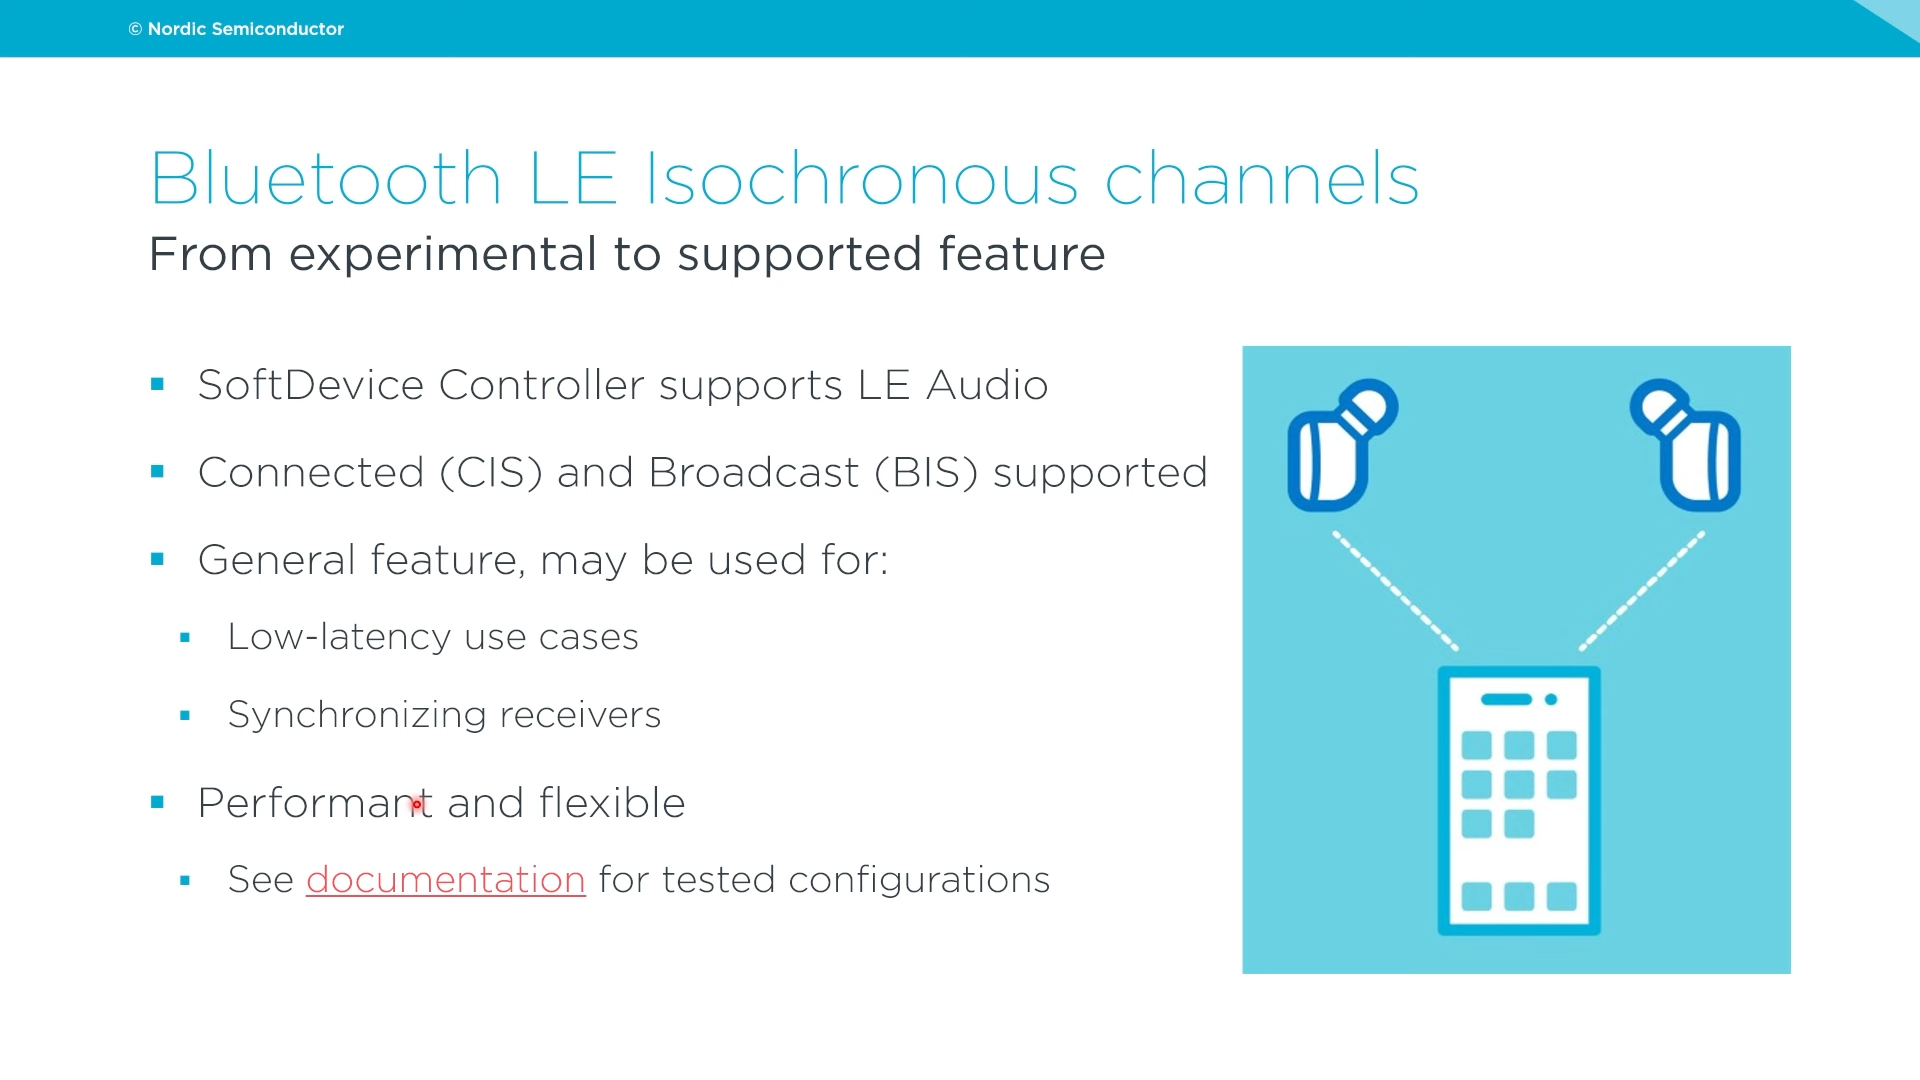 © Nordic Semiconductor
Bluetooth LE Isochronous channels
From experimental to supported feature
SoftDevice Controller supports LE Audio
Connected (CIS) and Broadcast (BIS) supported
General feature, may be used for:
Low-latency use cases
Synchronizing receivers
Performant and flexible
See documentation for tested configurations